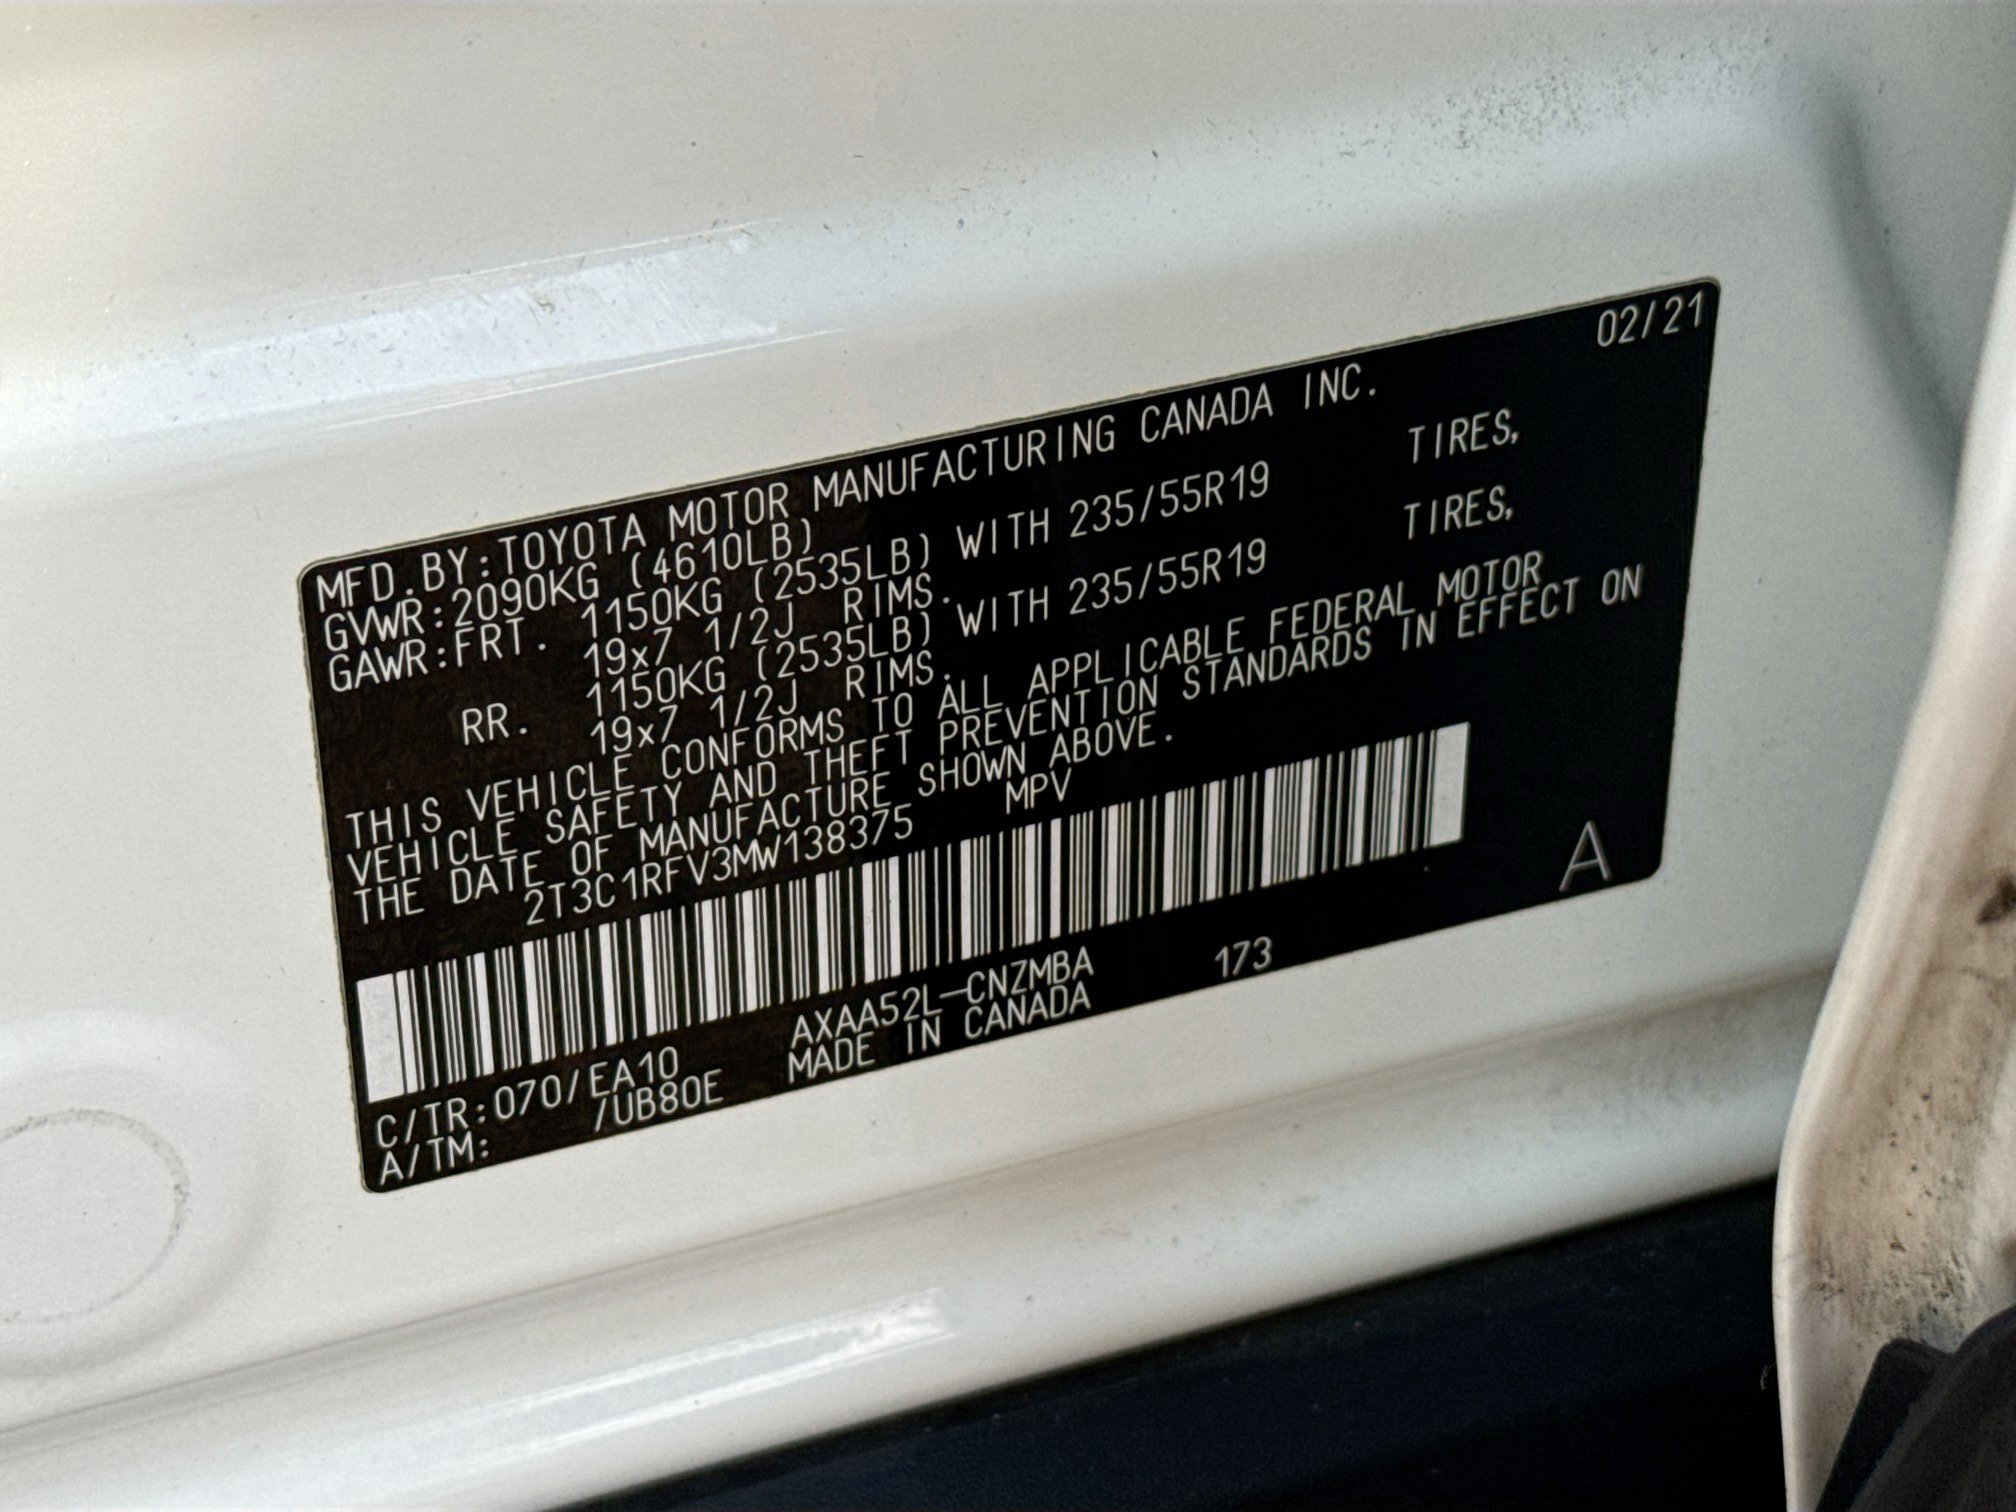 02/21
MFD.BY:TOYOTA MOTOR MANUFACTURING CANADA INC.
GVWR:2090KG (4610LB)
GAWR:FRT. 1150KG (2535LB) WITH 235/55R19 TIRES,
19x7 1/2J RIMS.
RR. 1150KG (2535LB) WITH 235/55R19 TIRES,
19x7 1/2J RIMS.
THIS VEHICLE CONFORMS TO ALL APPLICABLE FEDERAL MOTOR
VEHICLE SAFETY AND THEFT PREVENTION STANDARDS IN EFFECT ON
THE DATE OF MANUFACTURE SHOWN ABOVE.
2T3C1RFV3MW138375 MPV
A
C/TR:070/EA10 AXAA52L-CNZMBA 173
A/TM: /UB80E MADE IN CANADA